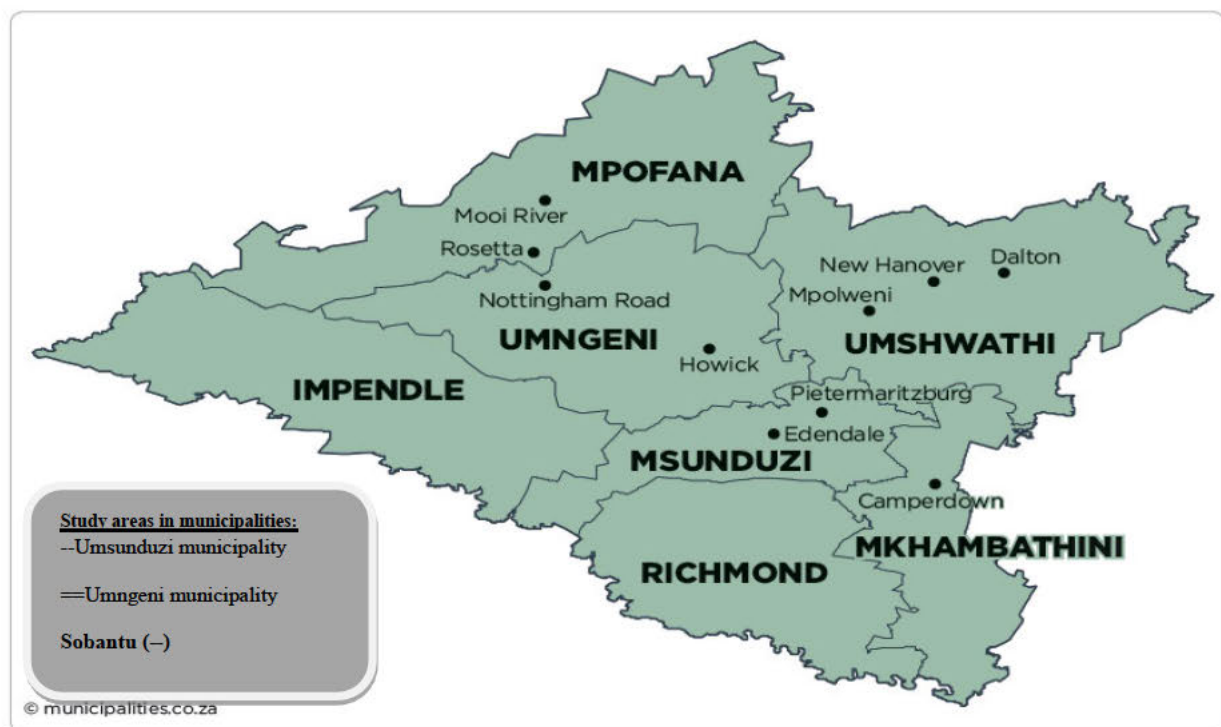 MPOFANA
Mooi River
Rosetta
New Hanover
Dalton
Nottingham Road
Mpolweni
UMNGENI
UMSHWATHI
Howick
IMPENDLE
Pietermaritzburg
Edendale
MSUNDUZI
Camperdown
MKHAMBATHINI
RICHMOND
Study areas in municipalities:
--Umsunduzi municipality
==Umngeni municipality
Sobantu (--)
© municipalities.co.za